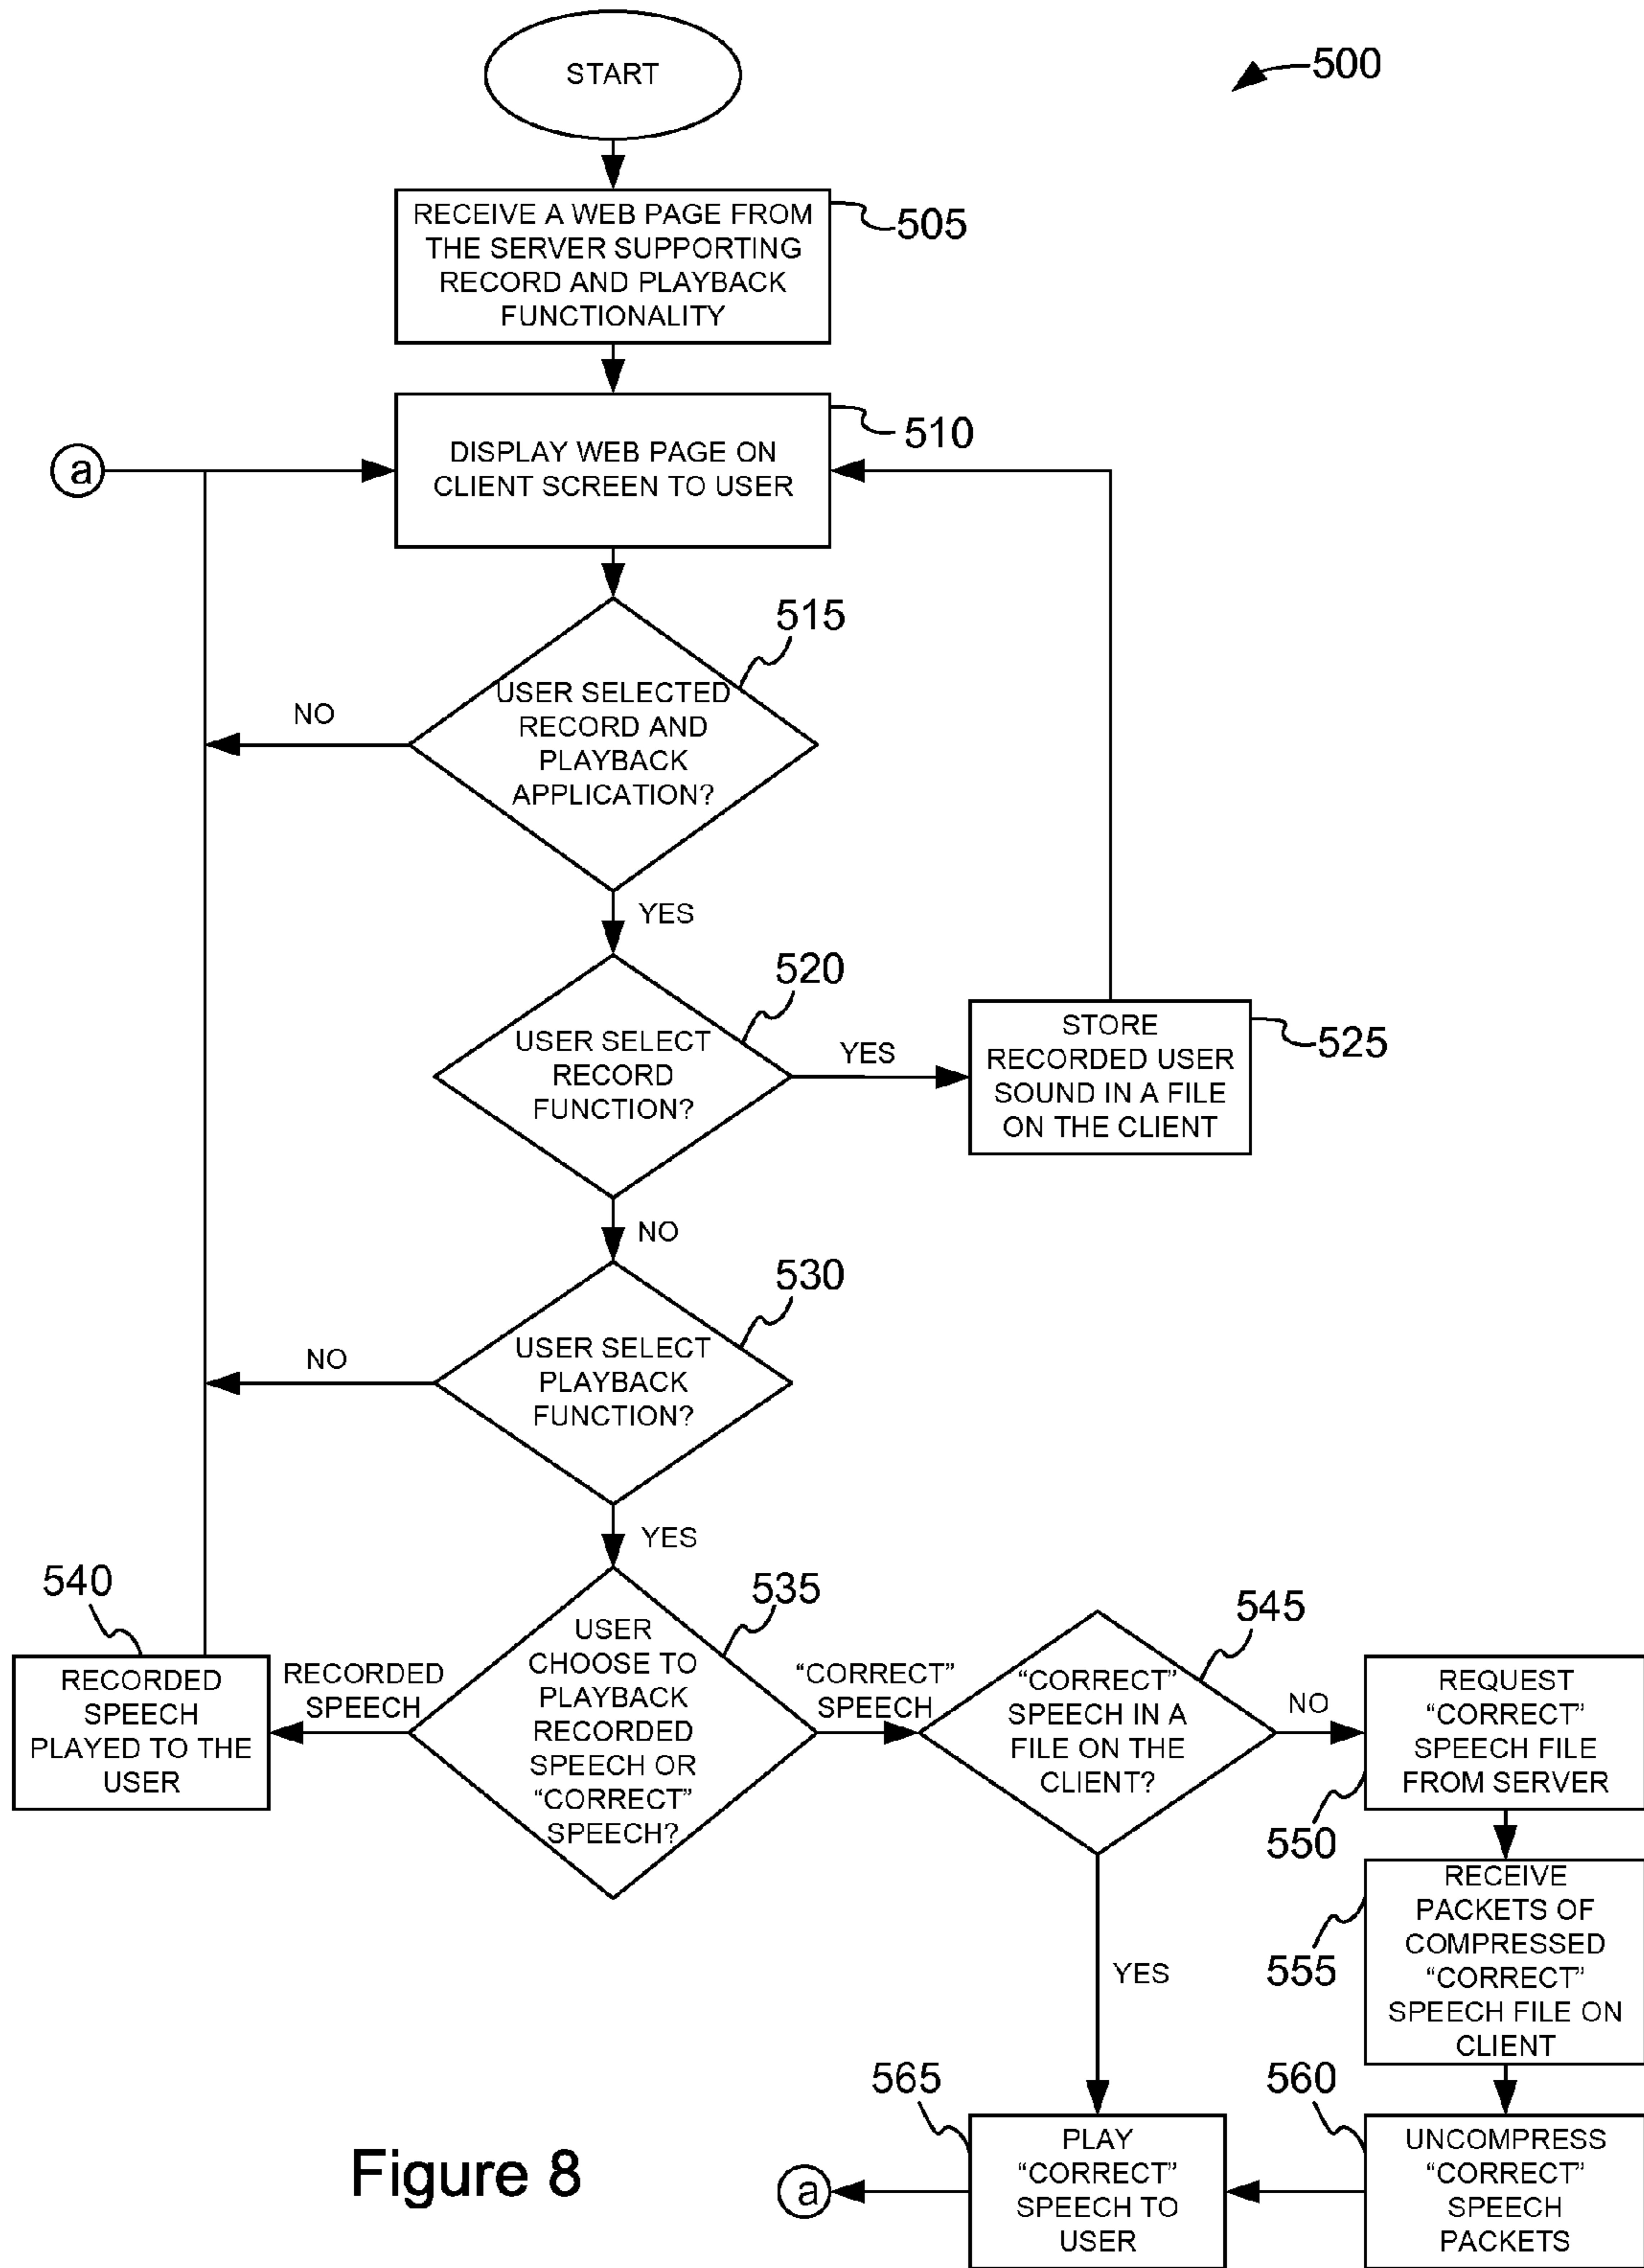 START
500
RECEIVE A WEB PAGE FROM
THE SERVER SUPPORTING
RECORD AND PLAYBACK
FUNCTIONALITY
505
DISPLAY WEB PAGE ON
CLIENT SCREEN TO USER
510
a
USER SELECTED
RECORD AND
PLAYBACK
APPLICATION?
515
NO
YES
USER SELECT
RECORD
FUNCTION?
520
YES
STORE
RECORDED USER
SOUND IN A FILE
ON THE CLIENT
525
NO
USER SELECT
PLAYBACK
FUNCTION?
530
NO
YES
540
RECORDED
SPEECH
PLAYED TO THE
USER
RECORDED
SPEECH
USER
CHOOSE TO
PLAYBACK
RECORDED
SPEECH OR
“CORRECT”
SPEECH?
535
“CORRECT”
SPEECH
“CORRECT”
SPEECH IN A
FILE ON THE
CLIENT?
545
NO
REQUEST
“CORRECT”
SPEECH FILE
FROM SERVER
550
RECEIVE
PACKETS OF
COMPRESSED
“CORRECT”
SPEECH FILE ON
CLIENT
555
YES
565
PLAY
“CORRECT”
SPEECH TO
USER
560
UNCOMPRESS
“CORRECT”
SPEECH
PACKETS
a
Figure 8